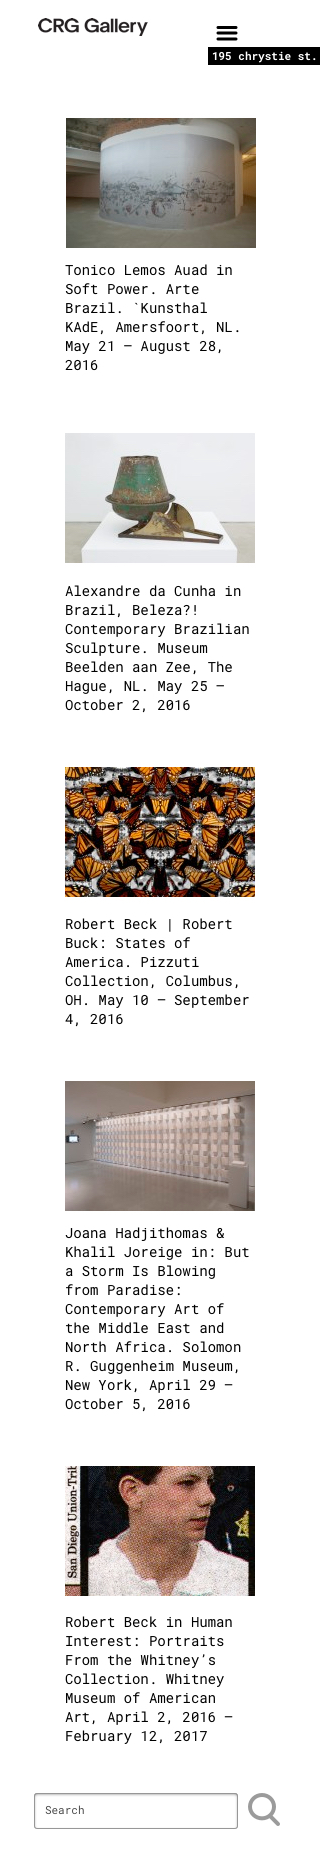 CRG Gallery
195 chrystie st.
Tonico Lemos Auad in
Soft Power. Arte
Brazil. `Kunsthal
KAdE, Amersfoort, NL.
May 21 – August 28,
2016
Alexandre da Cunha in
Brazil, Beleza?!
Contemporary Brazilian
Sculpture. Museum
Beelden aan Zee, The
Hague, NL. May 25 –
October 2, 2016
Robert Beck | Robert
Buck: States of
America. Pizzuti
Collection, Columbus,
OH. May 10 – September
4, 2016
Joana Hadjithomas &
Khalil Joreige in: But
a Storm Is Blowing
from Paradise:
Contemporary Art of
the Middle East and
North Africa. Solomon
R. Guggenheim Museum,
New York, April 29 –
October 5, 2016
San Diego Union-Trib
Robert Beck in Human
Interest: Portraits
From the Whitney’s
Collection. Whitney
Museum of American
Art, April 2, 2016 –
February 12, 2017
Search